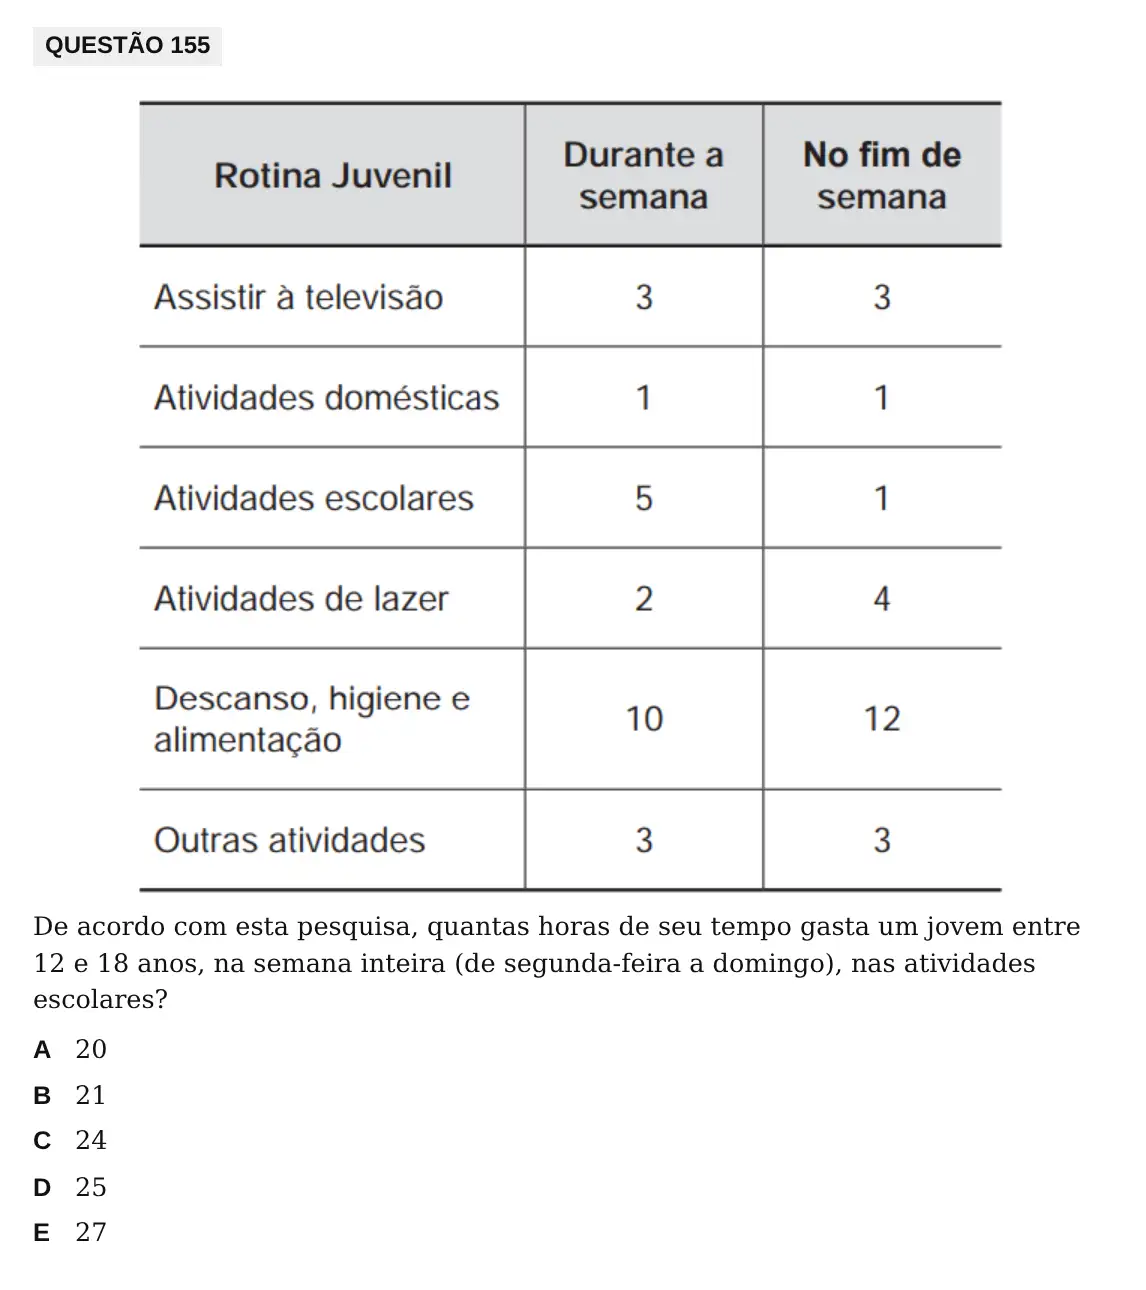 QUESTÃO 155
Rotina Juvenil
Durante a
semana
No fim de
semana
Assistir à televisão 3 3
Atividades domésticas 1 1
Atividades escolares 5 1
Atividades de lazer 2 4
Descanso, higiene e
alimentação
10 12
Outras atividades 3 3
De acordo com esta pesquisa, quantas horas de seu tempo gasta um jovem entre
12 e 18 anos, na semana inteira (de segunda-feira a domingo), nas atividades
escolares?
A 20
B 21
C 24
D 25
E 27